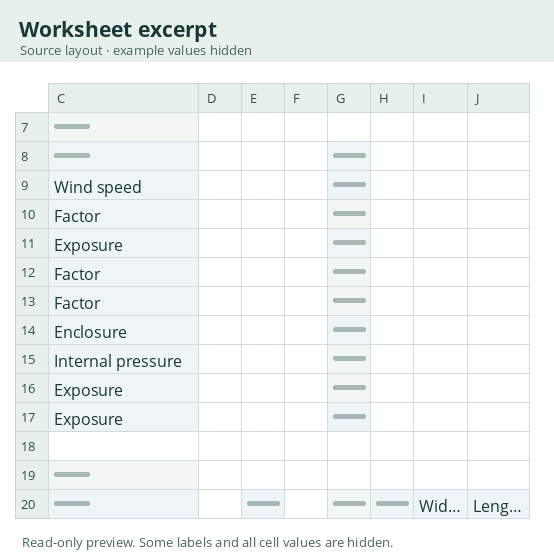 Worksheet excerpt
Source layout · example values hidden
C D E F G H I J
7
8
9 Wind speed
10 Factor
11 Exposure
12 Factor
13 Factor
14 Enclosure
15 Internal pressure
16 Exposure
17 Exposure
18
19
20 Wid... Leng...
Read-only preview. Some labels and all cell values are hidden.